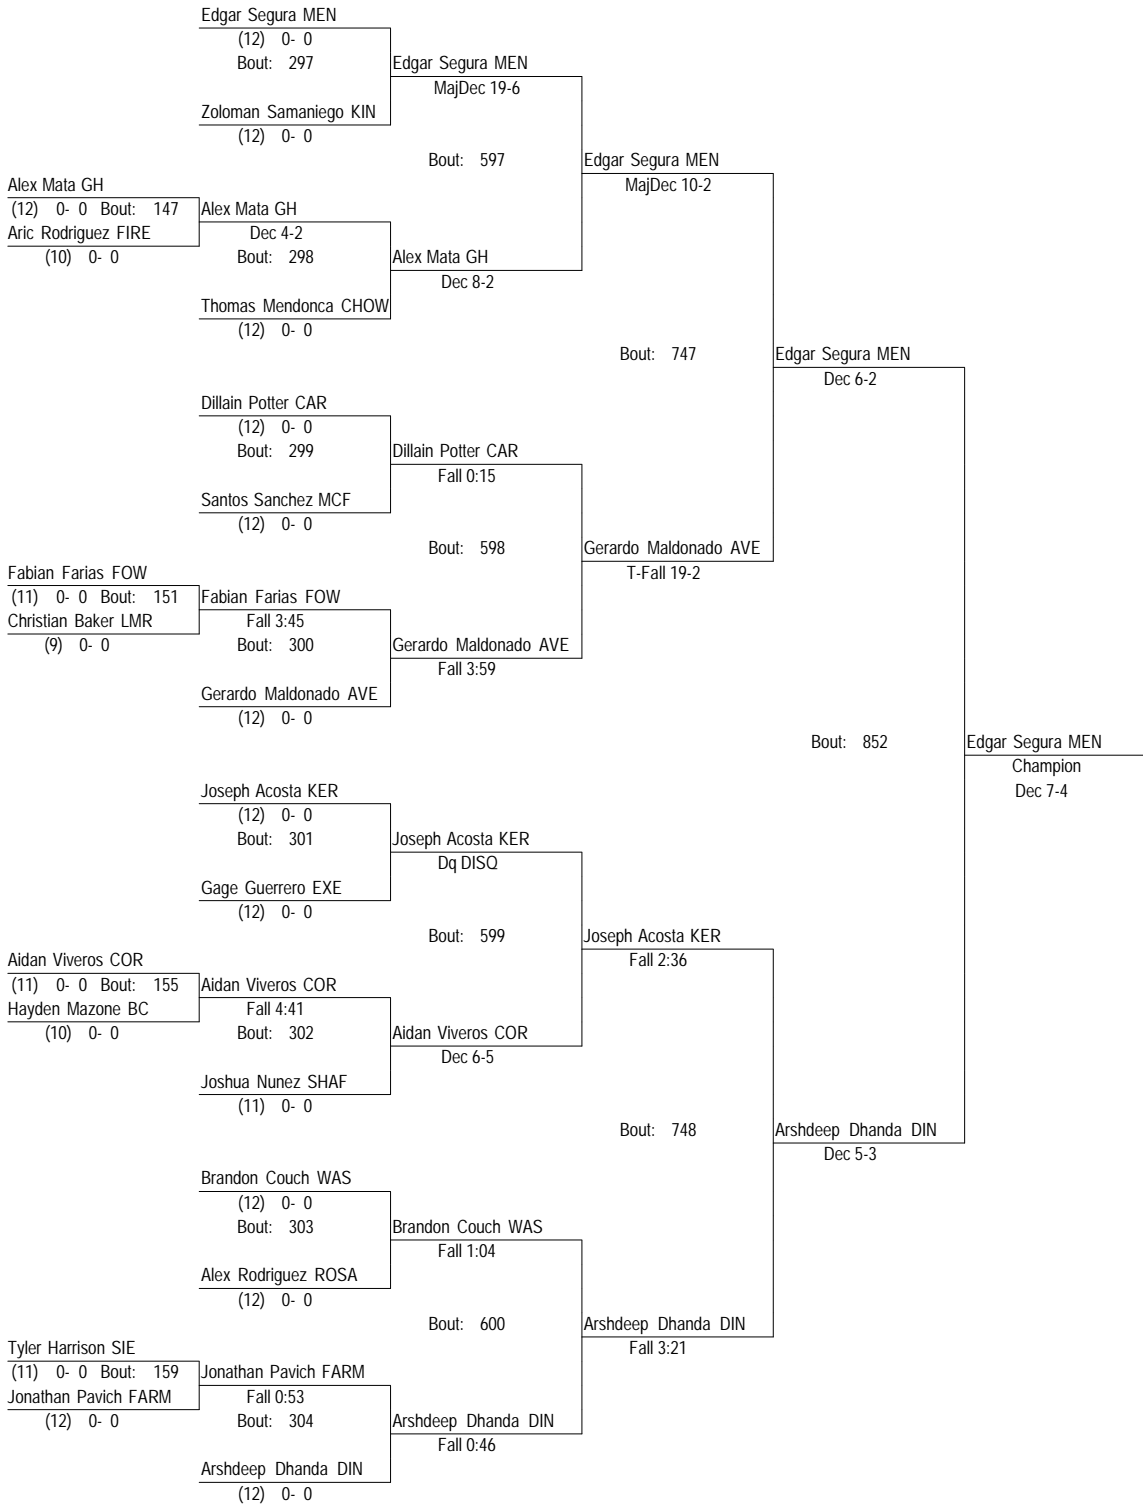 Edgar Segura MEN
(12) 0- 0
Bout: 297
Edgar Segura MEN
MajDec 19-6
Zoloman Samaniego KIN
(12) 0- 0
Bout: 597
Edgar Segura MEN
MajDec 10-2
Alex Mata GH
(12) 0- 0 Bout: 147
Alex Mata GH
Aric Rodriguez FIRE
Dec 4-2
(10) 0- 0
Bout: 298
Alex Mata GH
Dec 8-2
Thomas Mendonca CHOW
(12) 0- 0
Bout: 747
Edgar Segura MEN
Dec 6-2
Dillain Potter CAR
(12) 0- 0
Bout: 299
Dillain Potter CAR
Fall 0:15
Santos Sanchez MCF
(12) 0- 0
Bout: 598
Gerardo Maldonado AVE
T-Fall 19-2
Fabian Farias FOW
(11) 0- 0 Bout: 151
Fabian Farias FOW
Christian Baker LMR
Fall 3:45
(9) 0- 0
Bout: 300
Gerardo Maldonado AVE
Fall 3:59
Gerardo Maldonado AVE
(12) 0- 0
Bout: 852
Edgar Segura MEN
Champion
Dec 7-4
Joseph Acosta KER
(12) 0- 0
Bout: 301
Joseph Acosta KER
Dq DISQ
Gage Guerrero EXE
(12) 0- 0
Bout: 599
Joseph Acosta KER
Fall 2:36
Aidan Viveros COR
(11) 0- 0 Bout: 155
Aidan Viveros COR
Hayden Mazone BC
Fall 4:41
(10) 0- 0
Bout: 302
Aidan Viveros COR
Dec 6-5
Joshua Nunez SHAF
(11) 0- 0
Bout: 748
Arshdeep Dhanda DIN
Dec 5-3
Brandon Couch WAS
(12) 0- 0
Bout: 303
Brandon Couch WAS
Fall 1:04
Alex Rodriguez ROSA
(12) 0- 0
Bout: 600
Arshdeep Dhanda DIN
Fall 3:21
Tyler Harrison SIE
(11) 0- 0 Bout: 159
Jonathan Pavich FARM
Jonathan Pavich FARM
Fall 0:53
(12) 0- 0
Bout: 304
Arshdeep Dhanda DIN
Fall 0:46
Arshdeep Dhanda DIN
(12) 0- 0